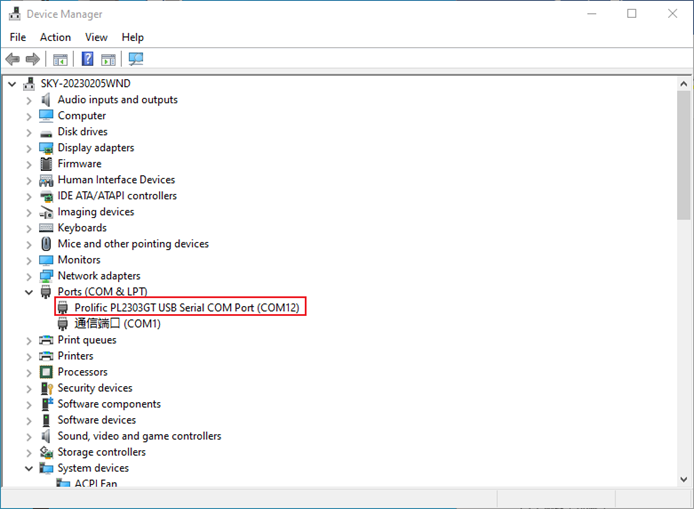 Device Manager
File Action View Help
SKY-20230205WND
Audio inputs and outputs
Computer
Disk drives
Display adapters
Firmware
Human Interface Devices
IDE ATA/ATAPI controllers
Imaging devices
Keyboards
Mice and other pointing devices
Monitors
Network adapters
Ports (COM & LPT)
Prolific PL2303GT USB Serial COM Port (COM12)
通信端口 (COM1)
Print queues
Printers
Processors
Security devices
Software components
Software devices
Sound, video and game controllers
Storage controllers
System devices
ACPI Fan